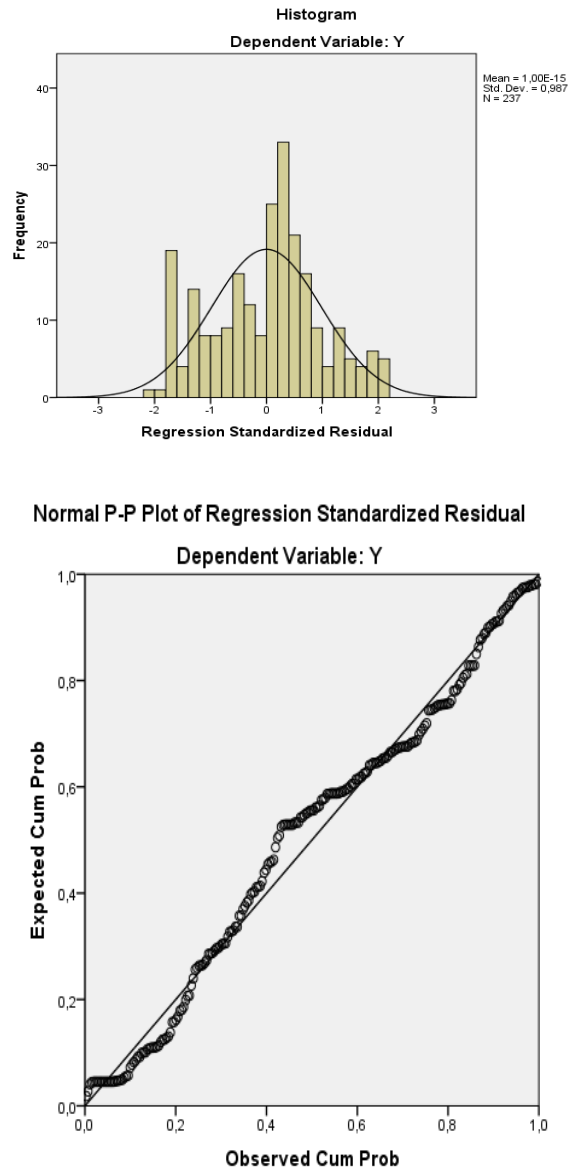 Histogram
Dependent Variable: Y
Mean = 1,00E-15
Std. Dev. = 0,987
N = 237
40
30
20
10
0
Frequency
-3 -2 -1 0 1 2 3
Regression Standardized Residual
Normal P-P Plot of Regression Standardized Residual
Dependent Variable: Y
1,0
0,8
0,6
0,4
0,2
0,0
Expected Cum Prob
0,0 0,2 0,4 0,6 0,8 1,0
Observed Cum Prob